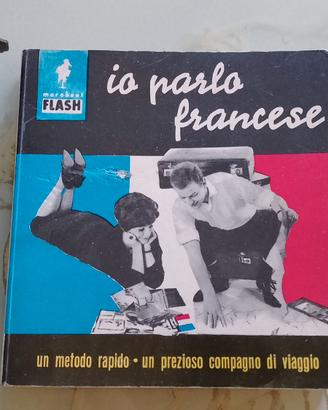 marabout
FLASH
io parlo
francese
un metodo rapido • un prezioso compagno di viaggio